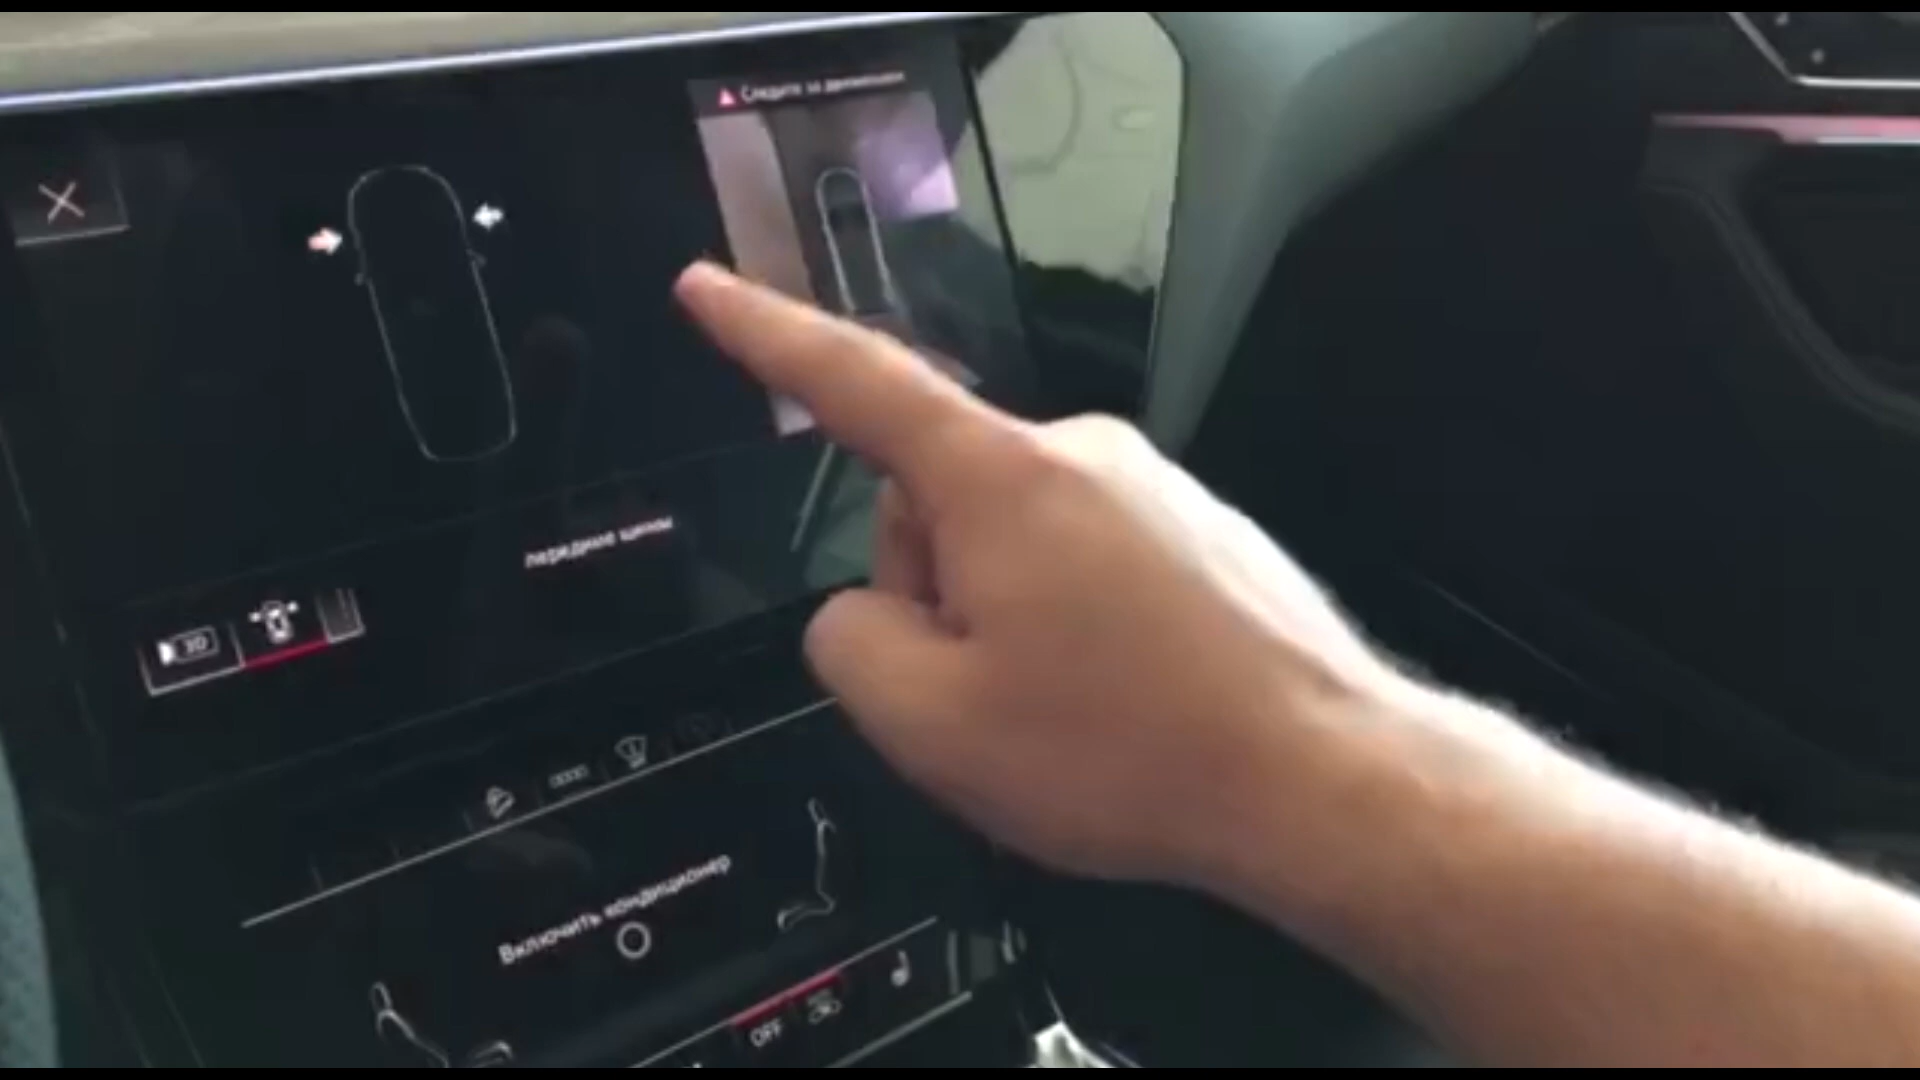 Следите за движением
передние шины
3D
Включить кондиционер
OFF